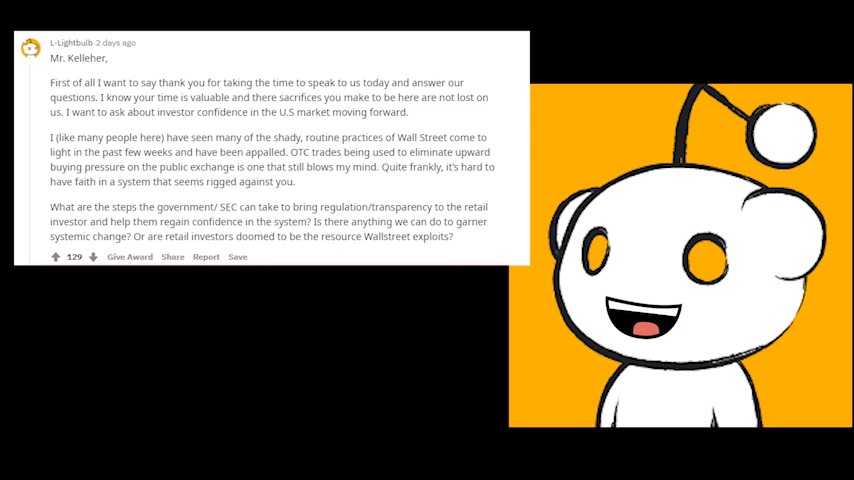 L-Lightbulb 2 days ago
Mr. Kelleher,
First of all I want to say thank you for taking the time to speak to us today and answer our
questions. I know your time is valuable and there sacrifices you make to be here are not lost on
us. I want to ask about investor confidence in the U.S market moving forward.
I (like many people here) have seen many of the shady, routine practices of Wall Street come to
light in the past few weeks and have been appalled. OTC trades being used to eliminate upward
buying pressure on the public exchange is one that still blows my mind. Quite frankly, it's hard to
have faith in a system that seems rigged against you.
What are the steps the government/ SEC can take to bring regulation/transparency to the retail
investor and help them regain confidence in the system? Is there anything we can do to garner
systemic change? Or are retail investors doomed to be the resource Wallstreet exploits?
129 Give Award Share Report Save